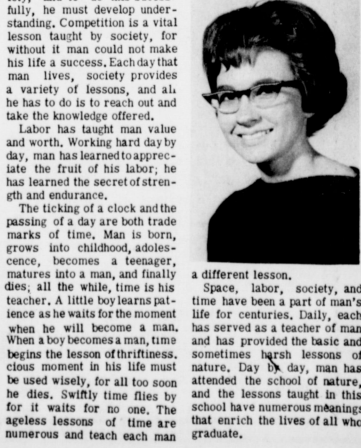 fully, he must develop under-
standing. Competition is a vital
lesson taught by society, for
without it man could not make
his life a success. Each day that
man lives, society provides
a variety of lessons, and all
he has to do is to reach out and
take the knowledge offered.
Labor has taught man value
and worth. Working hard day by
day, man has learned to apprec-
iate the fruit of his labor; he
has learned the secret of stren-
gth and endurance.
The ticking of a clock and the
passing of a day are both trade
marks of time. Man is born,
grows into childhood, adoles-
cence, becomes a teenager,
matures into a man, and finally
dies; all the while, time is his
teacher. A little boy learns pat-
ience as he waits for the moment
when he will become a man.
When a boy becomes a man, time
begins the lesson of thriftiness.
cious moment in his life must
be used wisely, for all too soon
he dies. Swiftly time flies by
for it waits for no one. The
ageless lessons of time are
numerous and teach each man
a different lesson.
Space, labor, society, and
time have been a part of man's
life for centuries. Daily, each
has served as a teacher of man
and has provided the basic and
sometimes harsh lessons of
nature. Day by day, man has
attended the school of nature,
and the lessons taught in this
school have numerous meanings
that enrich the lives of all who
graduate.